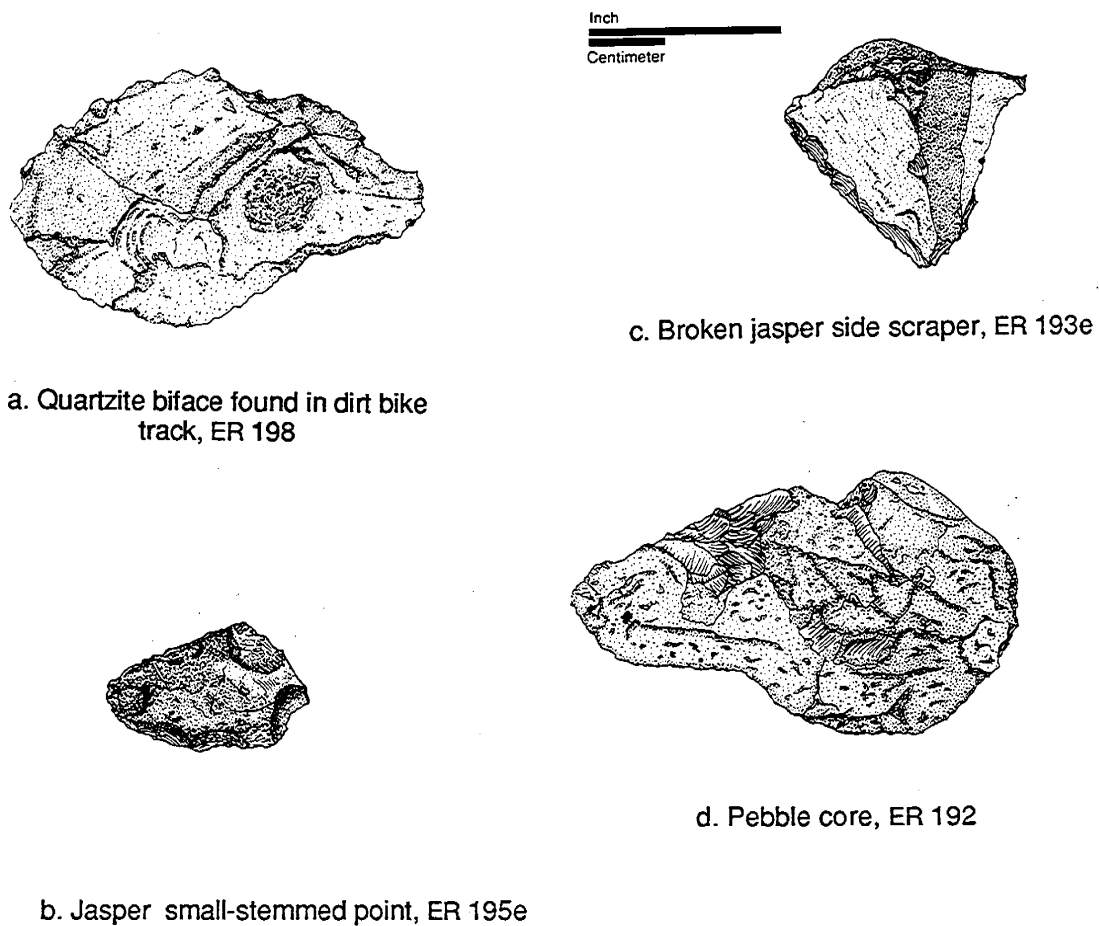 Inch
Centimeter
a. Quartzite biface found in dirt bike
track, ER 198
c. Broken jasper side scraper, ER 193e
b. Jasper small-stemmed point, ER 195e
d. Pebble core, ER 192